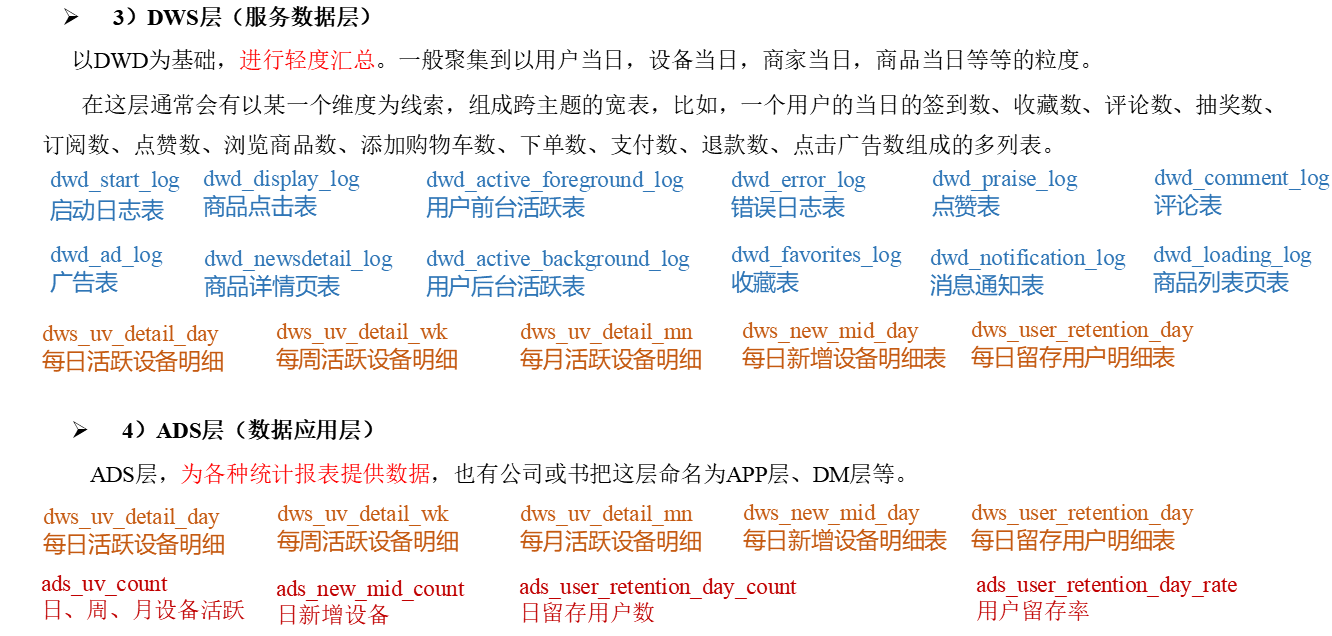 ➢ 3）DWS层（服务数据层）
以DWD为基础，进行轻度汇总。一般聚集到以用户当日，设备当日，商家当日，商品当日等等的粒度。
在这层通常会有以某一个维度为线索，组成跨主题的宽表，比如，一个用户的当日的签到数、收藏数、评论数、抽奖数、
订阅数、点赞数、浏览商品数、添加购物车数、下单数、支付数、退款数、点击广告数组成的多列表。
dwd_start_log dwd_display_log dwd_active_foreground_log dwd_error_log dwd_praise_log dwd_comment_log
启动日志表 商品点击表 用户前台活跃表 错误日志表 点赞表 评论表
dwd_ad_log dwd_newsdetail_log dwd_active_background_log dwd_favorites_log dwd_notification_log dwd_loading_log
广告表 商品详情页表 用户后台活跃表 收藏表 消息通知表 商品列表页表
dws_uv_detail_day dws_uv_detail_wk dws_uv_detail_mn dws_new_mid_day dws_user_retention_day
每日活跃设备明细 每周活跃设备明细 每月活跃设备明细 每日新增设备明细表 每日留存用户明细表
➢ 4）ADS层（数据应用层）
ADS层，为各种统计报表提供数据，也有公司或书把这层命名为APP层、DM层等。
dws_uv_detail_day dws_uv_detail_wk dws_uv_detail_mn dws_new_mid_day dws_user_retention_day
每日活跃设备明细 每周活跃设备明细 每月活跃设备明细 每日新增设备明细表 每日留存用户明细表
ads_uv_count ads_new_mid_count ads_user_retention_day_count ads_user_retention_day_rate
日、周、月设备活跃 日新增设备 日留存用户数 用户留存率